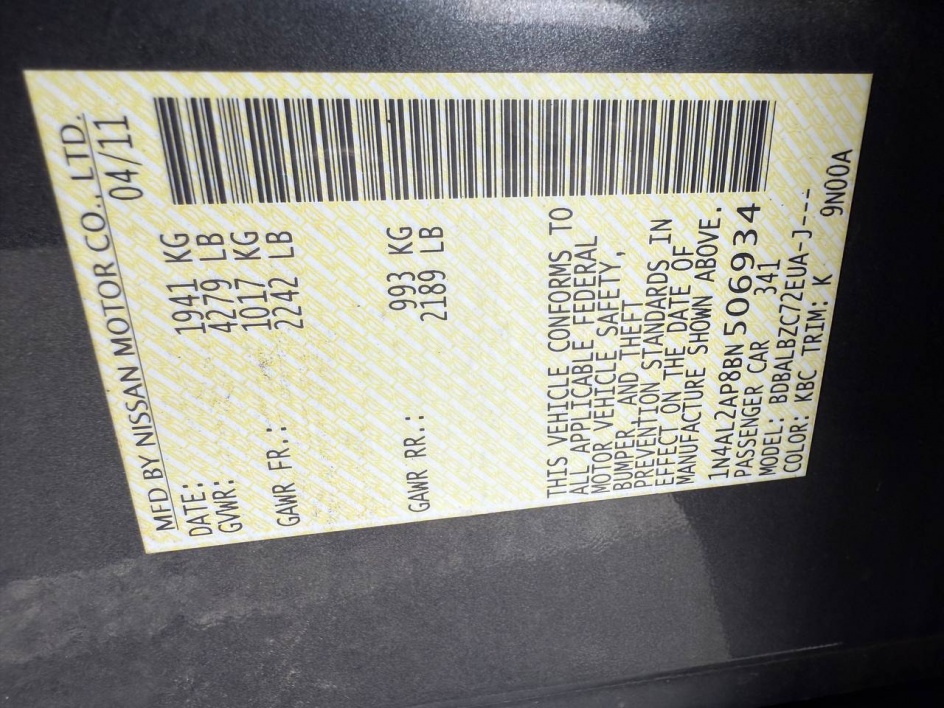 MFD BY NISSAN MOTOR CO., LTD.
DATE: 04/11
GVWR: 1941 KG
4279 LB
GAWR FR.: 1017 KG
2242 LB
GAWR RR.: 993 KG
2189 LB
THIS VEHICLE CONFORMS TO
ALL APPLICABLE FEDERAL
MOTOR VEHICLE SAFETY,
BUMPER, AND THEFT
PREVENTION STANDARDS IN
EFFECT ON THE DATE OF
MANUFACTURE SHOWN ABOVE.
1N4AL2AP8BN506934
PASSENGER CAR 341
MODEL: BDBALBZC72EUA-J---
COLOR: KBC TRIM: K 9N00A